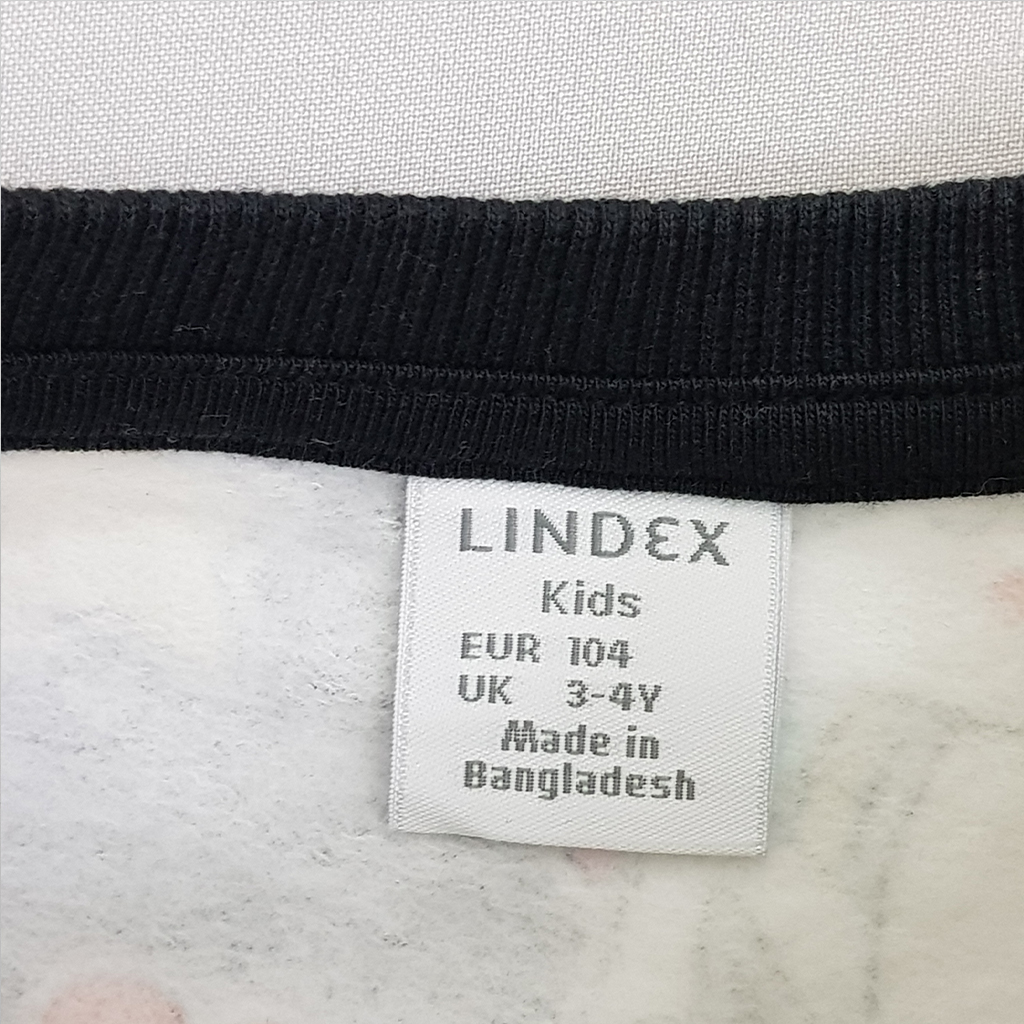 LINDEX
Kids
EUR 104
UK 3-4Y
Made in
Bangladesh